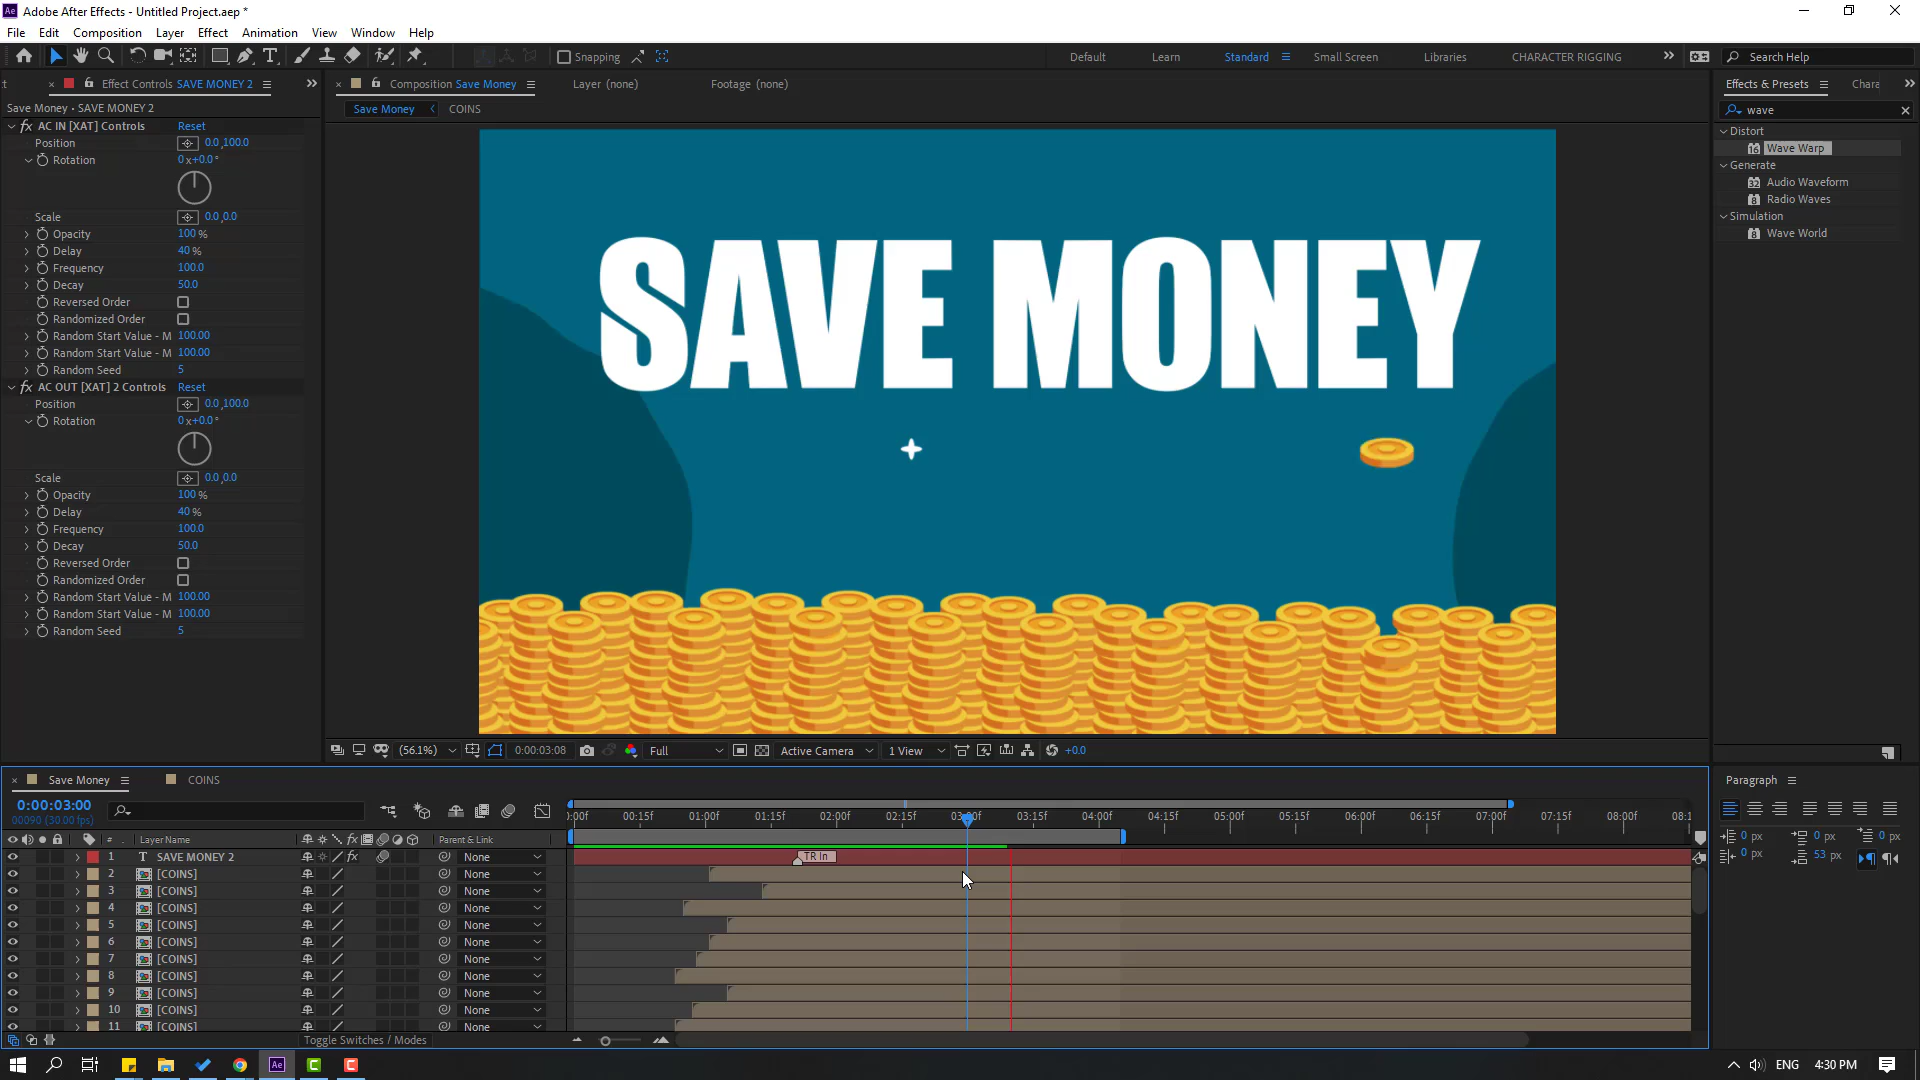 Adobe After Effects - Untitled Project.aep *
File Edit Composition Layer Effect Animation View Window Help
Snapping
Default Learn Standard Small Screen Libraries CHARACTER RIGGING Search Help
Effect Controls SAVE MONEY 2
Composition Save Money Layer (none) Footage (none)
Effects & Presets Chara
Save Money • SAVE MONEY 2
Save Money COINS
wave
AC IN [XAT] Controls Reset
Position 0.0,100.0
Rotation 0x+0.0°
Scale 0.0,0.0
Opacity 100 %
Delay 40 %
Frequency 100.0
Decay 50.0
Reversed Order
Randomized Order
Random Start Value - M 100.00
Random Start Value - M 100.00
Random Seed 5
AC OUT [XAT] 2 Controls Reset
Position 0.0,100.0
Rotation 0x+0.0°
Scale 0.0,0.0
Opacity 100 %
Delay 40 %
Frequency 100.0
Decay 50.0
Reversed Order
Randomized Order
Random Start Value - M 100.00
Random Start Value - M 100.00
Random Seed 5
SAVE MONEY
Distort
Wave Warp
Generate
Audio Waveform
Radio Waves
Simulation
Wave World
(56.1%) 0:00:03:08 Full Active Camera 1 View +0.0
Save Money COINS
Paragraph
0:00:03:00
00090 (30.00 fps)
0 px 0 px 0 px
0 px 53 px
:00f 00:15f 01:00f 01:15f 02:00f 02:15f 03:00f 03:15f 04:00f 04:15f 05:00f 05:15f 06:00f 06:15f 07:00f 07:15f 08:00f 08:1
# Layer Name Parent & Link
1 T SAVE MONEY 2 None TR In
2 [COINS] None
3 [COINS] None
4 [COINS] None
5 [COINS] None
6 [COINS] None
7 [COINS] None
8 [COINS] None
9 [COINS] None
10 [COINS] None
11 [COINS] None
Toggle Switches / Modes
ENG 4:30 PM